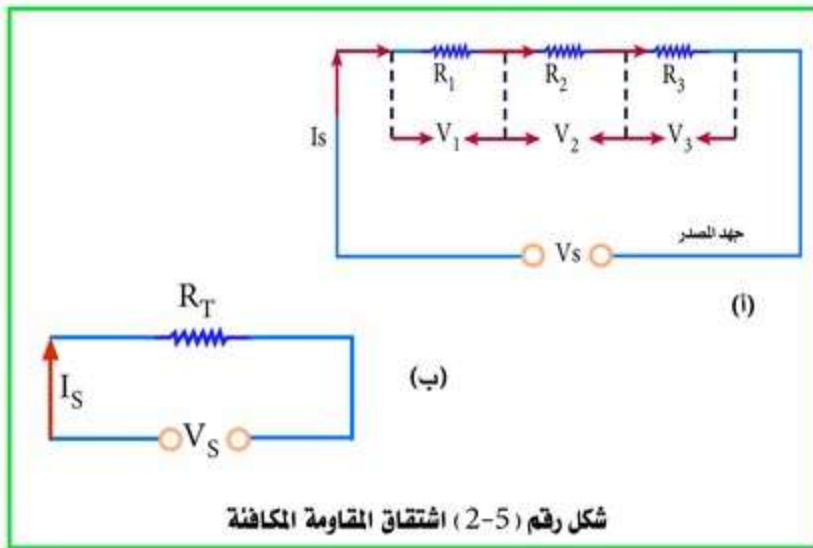 R1 R2 R3
Is
V1 V2 V3
جهد المصدر
Vs
(أ)
RT
(ب)
IS
VS
شكل رقم (5-2) اشتقاق المقاومة المكافئة